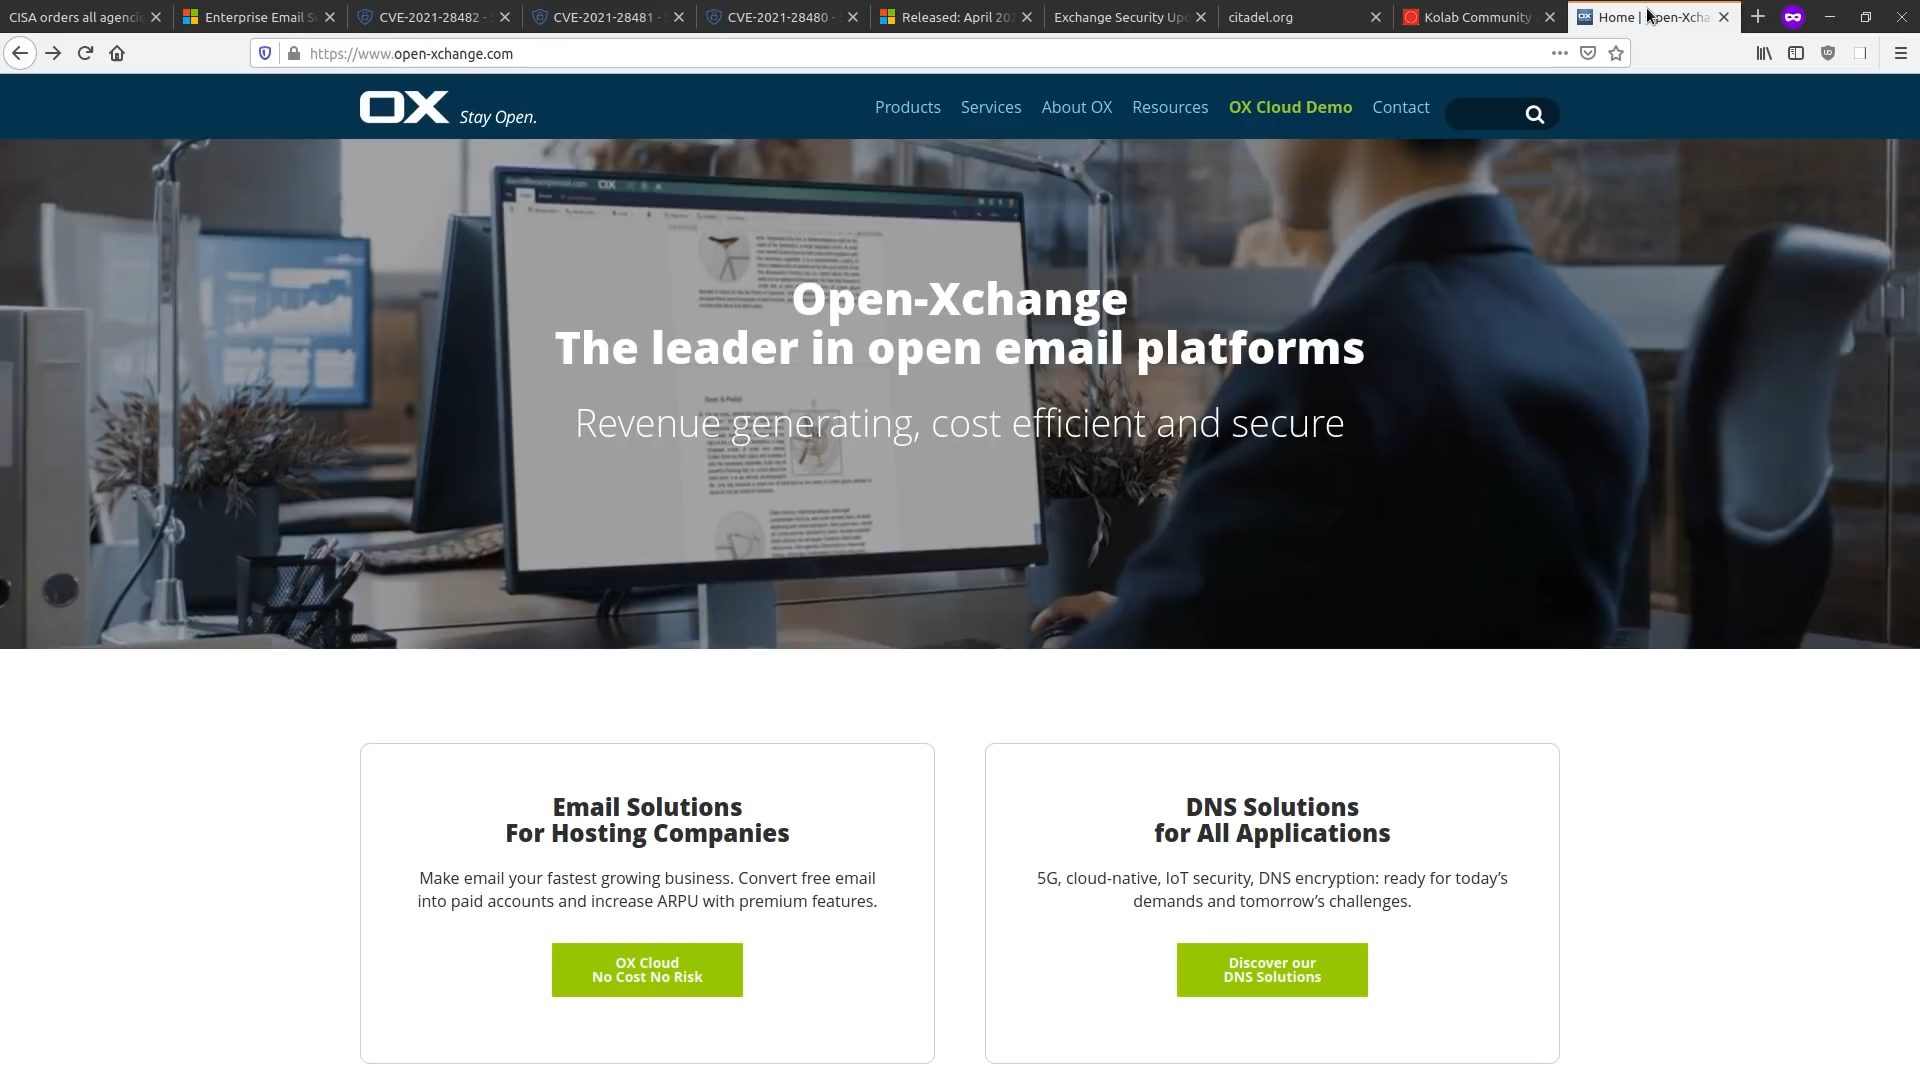 CISA orders all agenci
Enterprise Email S
CVE-2021-28482 -
CVE-2021-28481 -
CVE-2021-28480 -
Released: April 20
Exchange Security Up
citadel.org
Kolab Community
Home | Open-Xcha
https://www.open-xchange.com
OX Stay Open.
Products
Services
About OX
Resources
OX Cloud Demo
Contact
Open-Xchange
The leader in open email platforms
Revenue generating, cost efficient and secure
Email Solutions
For Hosting Companies
Make email your fastest growing business. Convert free email
into paid accounts and increase ARPU with premium features.
OX Cloud
No Cost No Risk
DNS Solutions
for All Applications
5G, cloud-native, IoT security, DNS encryption: ready for today’s
demands and tomorrow’s challenges.
Discover our
DNS Solutions